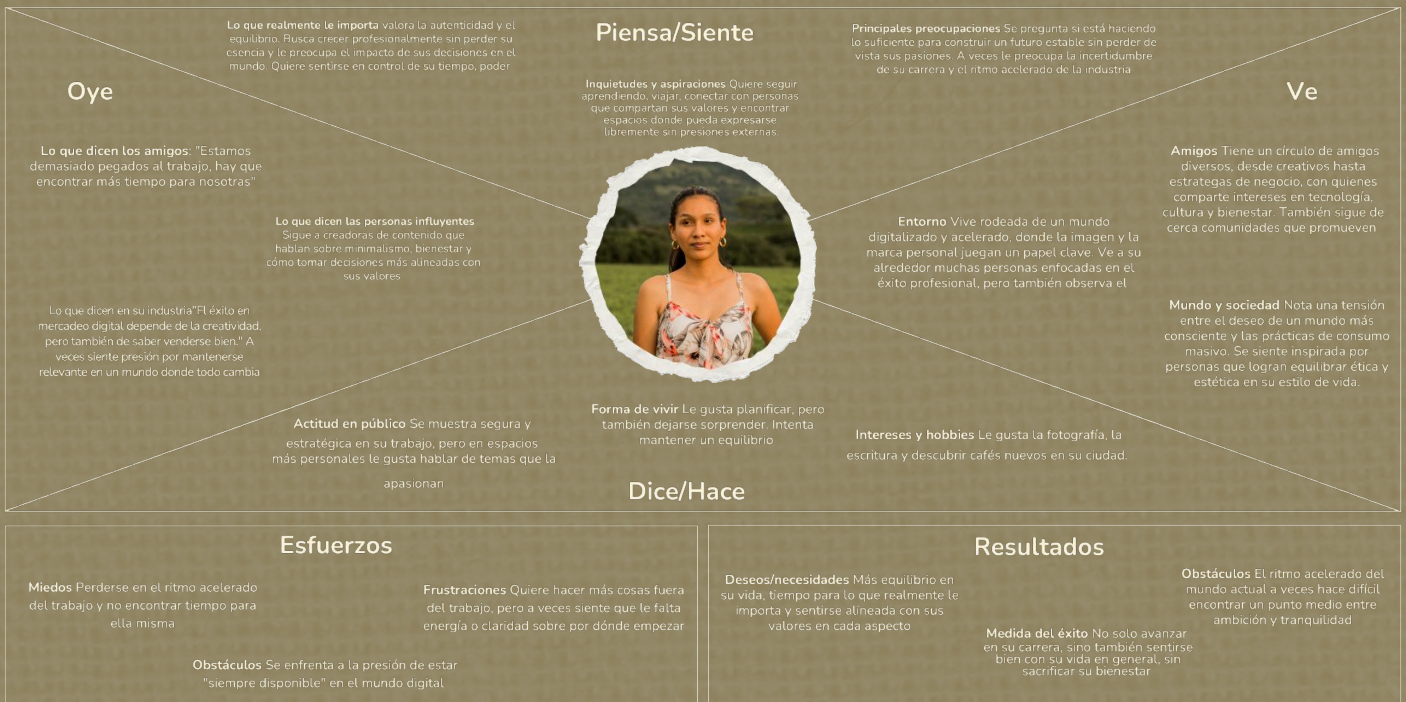 Piensa/Siente
Lo que realmente le importa valora la autenticidad y el
equilibrio. Busca crecer profesionalmente sin perder su
esencia y le preocupa el impacto de sus decisiones en el
mundo. Quiere sentirse en control de su tiempo, poder
Inquietudes y aspiraciones Quiere seguir
aprendiendo, viajar, conectar con personas
que compartan sus valores y encontrar
espacios donde pueda expresarse
libremente sin presiones externas.
Principales preocupaciones Se pregunta si está haciendo
lo suficiente para construir un futuro estable sin perder de
vista sus pasiones. A veces le preocupa la incertidumbre
de su carrera y el ritmo acelerado de la industria
Oye
Lo que dicen los amigos: "Estamos
demasiado pegados al trabajo, hay que
encontrar más tiempo para nosotras"
Lo que dicen las personas influyentes
Sigue a creadoras de contenido que
hablan sobre minimalismo, bienestar y
cómo tomar decisiones más alineadas con
sus valores
Lo que dicen en su industria"El éxito en
mercadeo digital depende de la creatividad,
pero también de saber venderse bien." A
veces siente presión por mantenerse
relevante en un mundo donde todo cambia
Ve
Amigos Tiene un círculo de amigos
diversos, desde creativos hasta
estrategas de negocio, con quienes
comparte intereses en tecnología,
cultura y bienestar. También sigue de
cerca comunidades que promueven
Entorno Vive rodeada de un mundo
digitalizado y acelerado, donde la imagen y la
marca personal juegan un papel clave. Ve a su
alrededor muchas personas enfocadas en el
éxito profesional, pero también observa el
Mundo y sociedad Nota una tensión
entre el deseo de un mundo más
consciente y las prácticas de consumo
masivo. Se siente inspirada por
personas que logran equilibrar ética y
estética en su estilo de vida.
Actitud en público Se muestra segura y
estratégica en su trabajo, pero en espacios
más personales le gusta hablar de temas que la
apasionan
Forma de vivir Le gusta planificar, pero
también dejarse sorprender. Intenta
mantener un equilibrio
Intereses y hobbies Le gusta la fotografía, la
escritura y descubrir cafés nuevos en su ciudad.
Dice/Hace
Esfuerzos
Miedos Perderse en el ritmo acelerado
del trabajo y no encontrar tiempo para
ella misma
Frustraciones Quiere hacer más cosas fuera
del trabajo, pero a veces siente que le falta
energía o claridad sobre por dónde empezar
Obstáculos Se enfrenta a la presión de estar
"siempre disponible" en el mundo digital
Resultados
Deseos/necesidades Más equilibrio en
su vida, tiempo para lo que realmente le
importa y sentirse alineada con sus
valores en cada aspecto
Medida del éxito No solo avanzar
en su carrera, sino también sentirse
bien con su vida en general, sin
sacrificar su bienestar
Obstáculos El ritmo acelerado del
mundo actual a veces hace difícil
encontrar un punto medio entre
ambición y tranquilidad